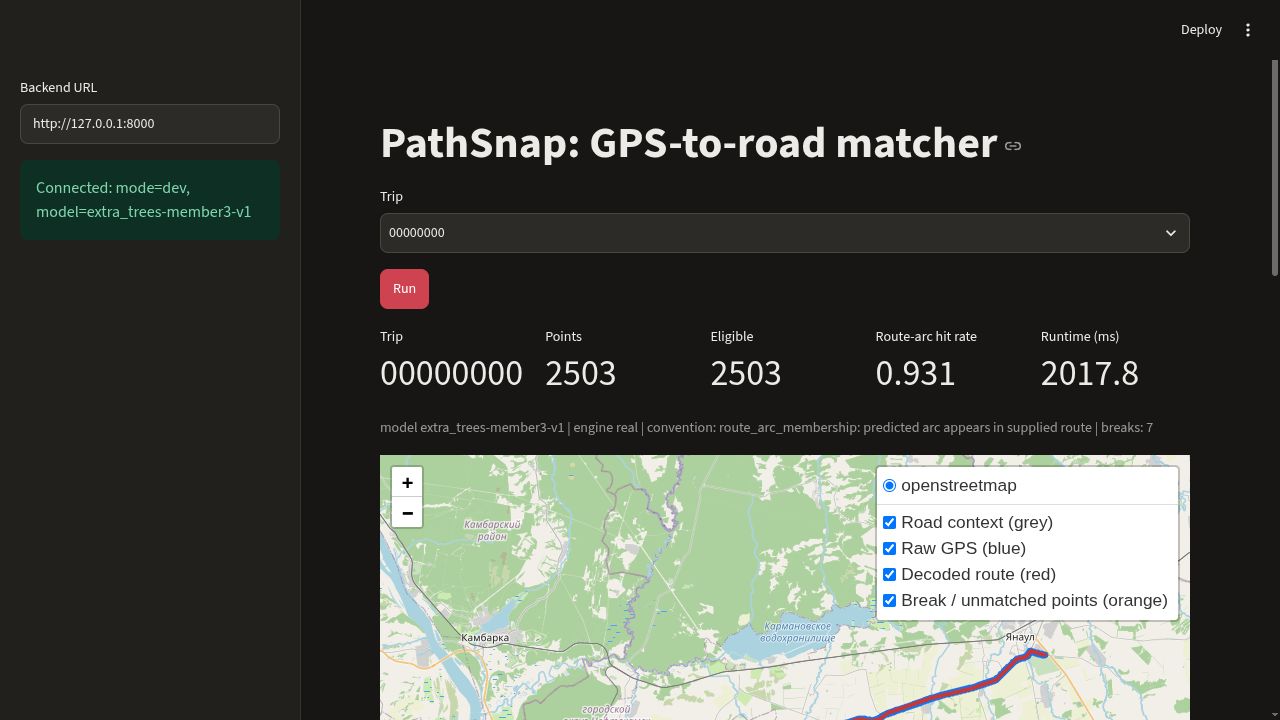 Deploy
Backend URL
http://127.0.0.1:8000
Connected: mode=dev,
model=extra_trees-member3-v1
PathSnap: GPS-to-road matcher
Trip
00000000
Run
Trip
00000000
Points
2503
Eligible
2503
Route-arc hit rate
0.931
Runtime (ms)
2017.8
model extra_trees-member3-v1 | engine real | convention: route_arc_membership: predicted arc appears in supplied route | breaks: 7
+
−
openstreetmap
Road context (grey)
Raw GPS (blue)
Decoded route (red)
Break / unmatched points (orange)
Камбарский
район
Камбарка
Кармановское
водохранилище
Янаул
городской